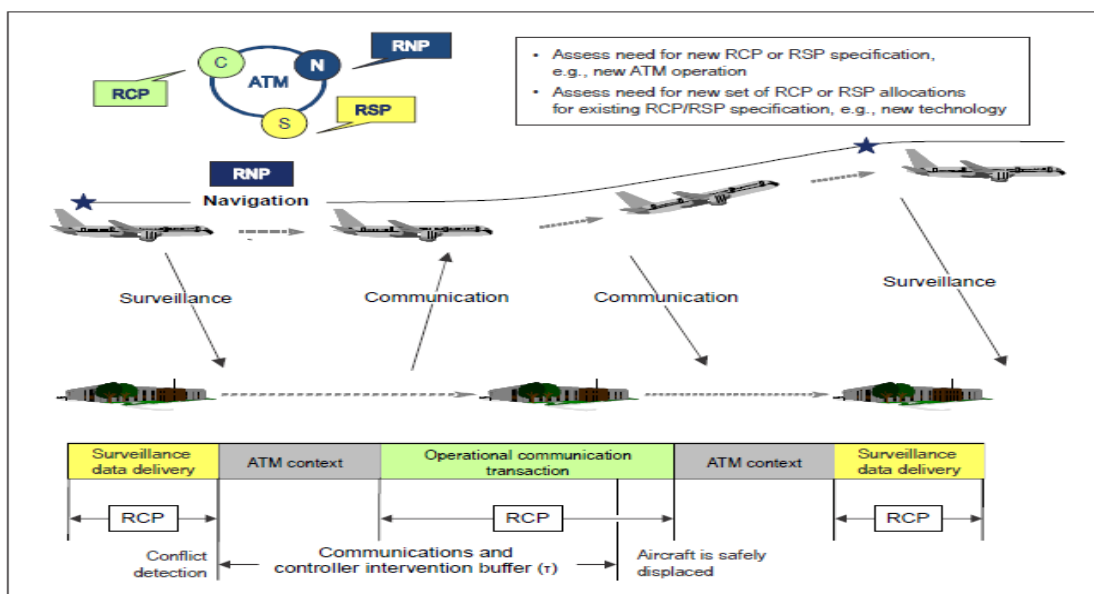 C
N
ATM
S
RNP
RCP
RSP
• Assess need for new RCP or RSP specification,
e.g., new ATM operation
• Assess need for new set of RCP or RSP allocations
for existing RCP/RSP specification, e.g., new technology
RNP
Navigation
Surveillance
Communication
Communication
Surveillance
Surveillance
data delivery
ATM context
Operational communication
transaction
ATM context
Surveillance
data delivery
RCP
RCP
RCP
Conflict
detection
Communications and
controller intervention buffer (τ)
Aircraft is safely
displaced